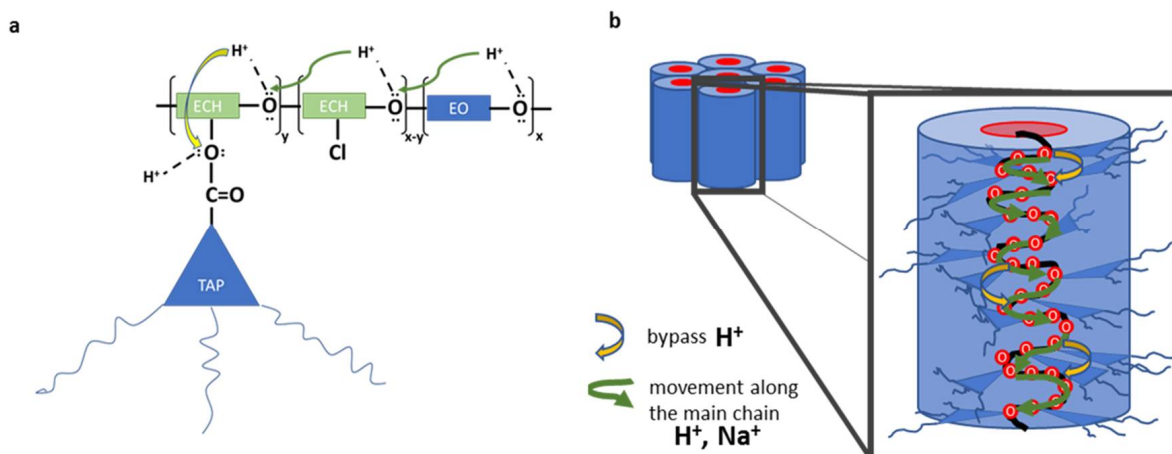 a
H⁺ H⁺ H⁺
ECH O y ECH O x-y EO O x
Cl
:O:
H⁺
C=O
TAP
b
bypass H⁺
movement along
the main chain
H⁺, Na⁺
O O O O O O O O O O O O O O O O O O O O O O O O O O O O O O